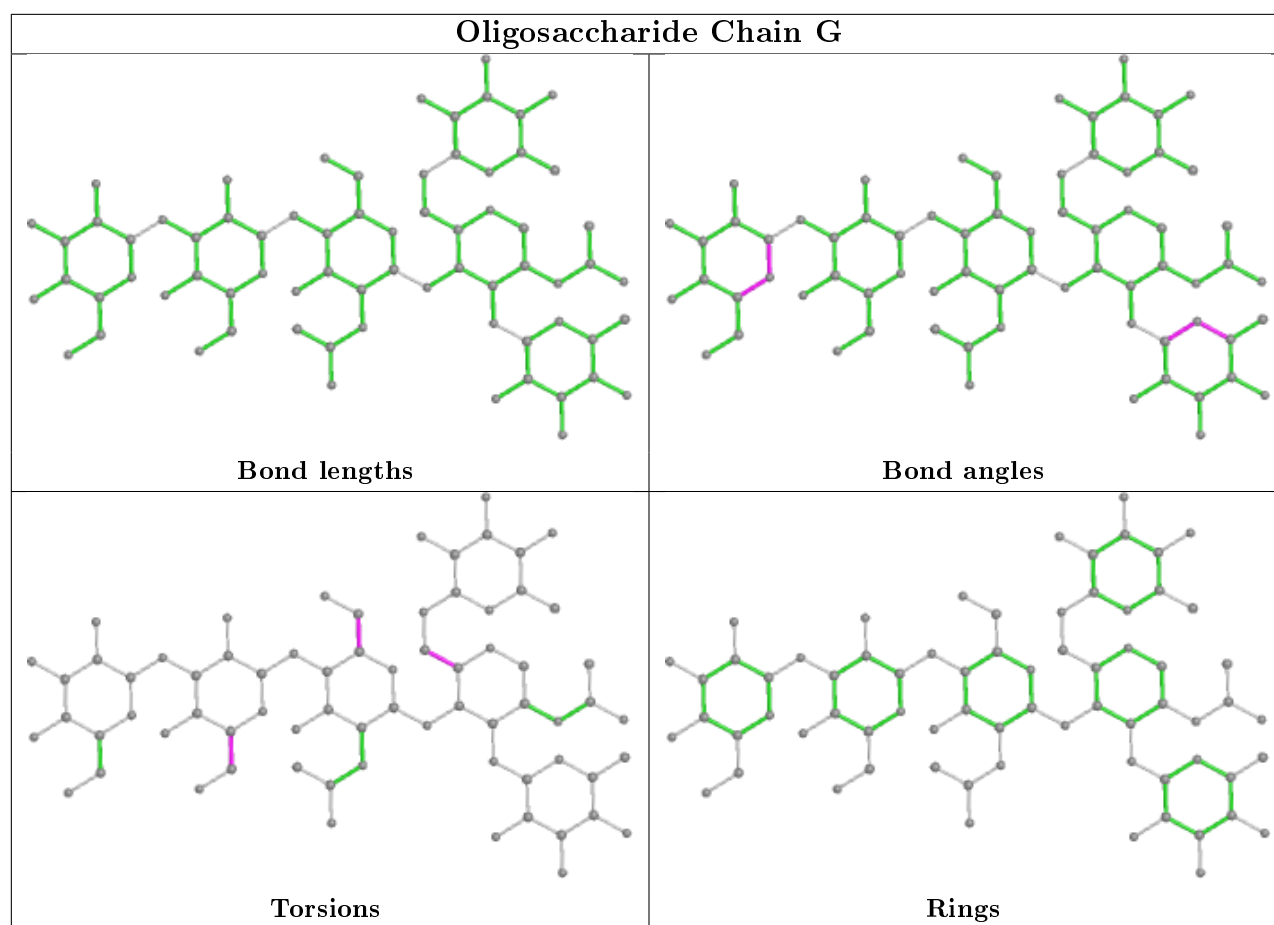 Oligosaccharide Chain G
Bond lengths
Bond angles
Torsions
Rings